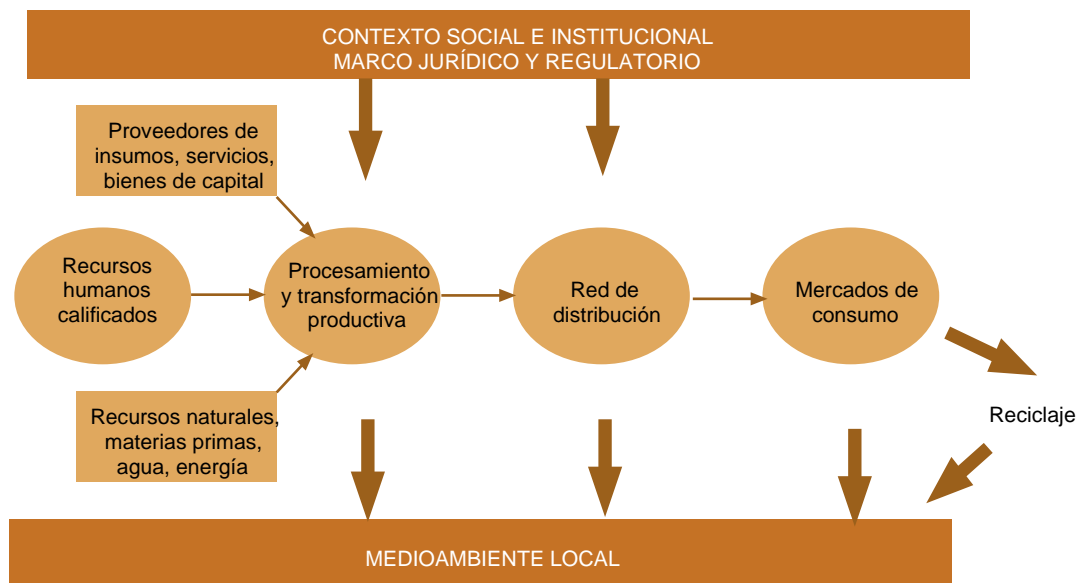 CONTEXTO SOCIAL E INSTITUCIONAL
MARCO JURÍDICO Y REGULATORIO
Proveedores de
insumos, servicios,
bienes de capital
Recursos
humanos
calificados
Procesamiento
y transformación
productiva
Red de
distribución
Mercados de
consumo
Recursos naturales,
materias primas,
agua, energía
Reciclaje
MEDIOAMBIENTE LOCAL